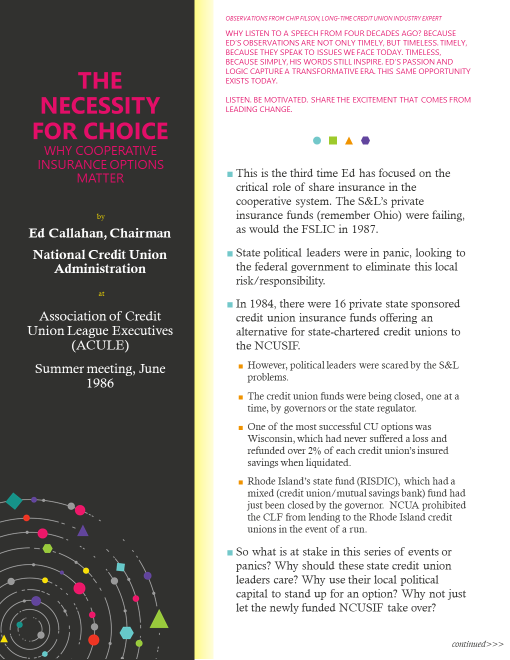 THE
NECESSITY
FOR CHOICE
WHY COOPERATIVE
INSURANCE OPTIONS
MATTER
by
Ed Callahan, Chairman
National Credit Union
Administration
at
Association of Credit
Union League Executives
(ACULE)
Summer meeting, June
1986
OBSERVATIONS FROM CHIP FILSON, LONG-TIME CREDIT UNION INDUSTRY EXPERT
WHY LISTEN TO A SPEECH FROM FOUR DECADES AGO? BECAUSE
ED'S OBSERVATIONS ARE NOT ONLY TIMELY, BUT TIMELESS, TIMELY,
BECAUSE THEY SPEAK TO ISSUES WE FACE TODAY. TIMELESS,
BECAUSE SIMPLY, HIS WORDS STILL INSPIRE. ED'S PASSION AND
LOGIC CAPTURE A TRANSFORMATIVE ERA. THIS SAME OPPORTUNITY
EXISTS TODAY.
LISTEN. BE MOTIVATED. SHARE THE EXCITEMENT THAT COMES FROM
LEADING CHANGE.
This is the third time Ed has focused on the
critical role of share insurance in the
cooperative system. The S&L's private
insurance funds (remember Ohio) were failing,
as would the FSLIC in 1987.
State political leaders were in panic, looking to
the federal government to eliminate this local
risk/responsibility.
In 1984, there were 16 private state sponsored
credit union insurance funds offering an
alternative for state-chartered credit unions to
the NCUSIF.
However, political leaders were scared by the S&L
problems.
The credit union funds were being closed, one at a
time, by governors or the state regulator.
One of the most successful CU options was
Wisconsin, which had never suffered a loss and
refunded over 2% of each credit union's insured
savings when liquidated.
Rhode Island's state fund (RISDIC), which had a
mixed (credit union/mutual savings bank) fund had
just been closed by the governor. NCUA prohibited
the CLF from lending to the Rhode Island credit
unions in the event of a run.
So what is at stake in this series of events or
panics? Why should these state credit union
leaders care? Why use their local political
capital to stand up for an option? Why not just
let the newly funded NCUSIF take over?
continued>>>